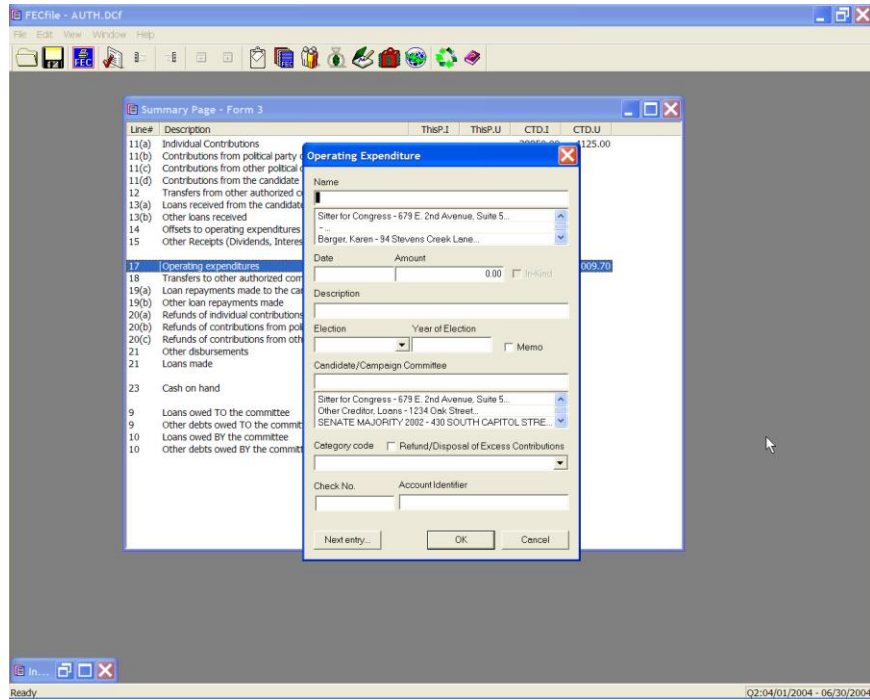 FECfile - AUTH.DCf
File Edit View Window Help
FEC
Summary Page - Form 3
Line# Description ThisP.I ThisP.U CTD.I CTD.U
11(a) Individual Contributions 4125.00
11(b) Contributions from political party
11(c) Contributions from other political
11(d) Contributions from the candidate
12 Transfers from other authorized
13(a) Loans received from the candidate
13(b) Other loans received
14 Offsets to operating expenditures
15 Other Receipts (Dividends, Interes
17 Operating expenditures 009.70
18 Transfers to other authorized com
19(a) Loan repayments made to the
19(b) Other loan repayments made
20(a) Refunds of individual contributions
20(b) Refunds of contributions from
20(c) Refunds of contributions from
21 Other disbursements
21 Loans made
23 Cash on hand
9 Loans owed TO the committee
9 Other debts owed TO the
10 Loans owed BY the committee
10 Other debts owed BY the
Operating Expenditure
Name
Sitter for Congress - 679 E. 2nd Avenue, Suite 5...
- ...
Barger, Karen - 94 Stevens Creek Lane...
Date Amount
0.00 In-Kind
Description
Election Year of Election
Memo
Candidate/Campaign Committee
Sitter for Congress - 679 E. 2nd Avenue, Suite 5...
Other Creditor, Loans - 1234 Oak Street...
SENATE MAJORITY 2002 - 430 SOUTH CAPITOL STRE...
Category code Refund/Disposal of Excess Contributions
Check No. Account Identifier
Next entry... OK Cancel
In...
Ready Q2:04/01/2004 - 06/30/2004